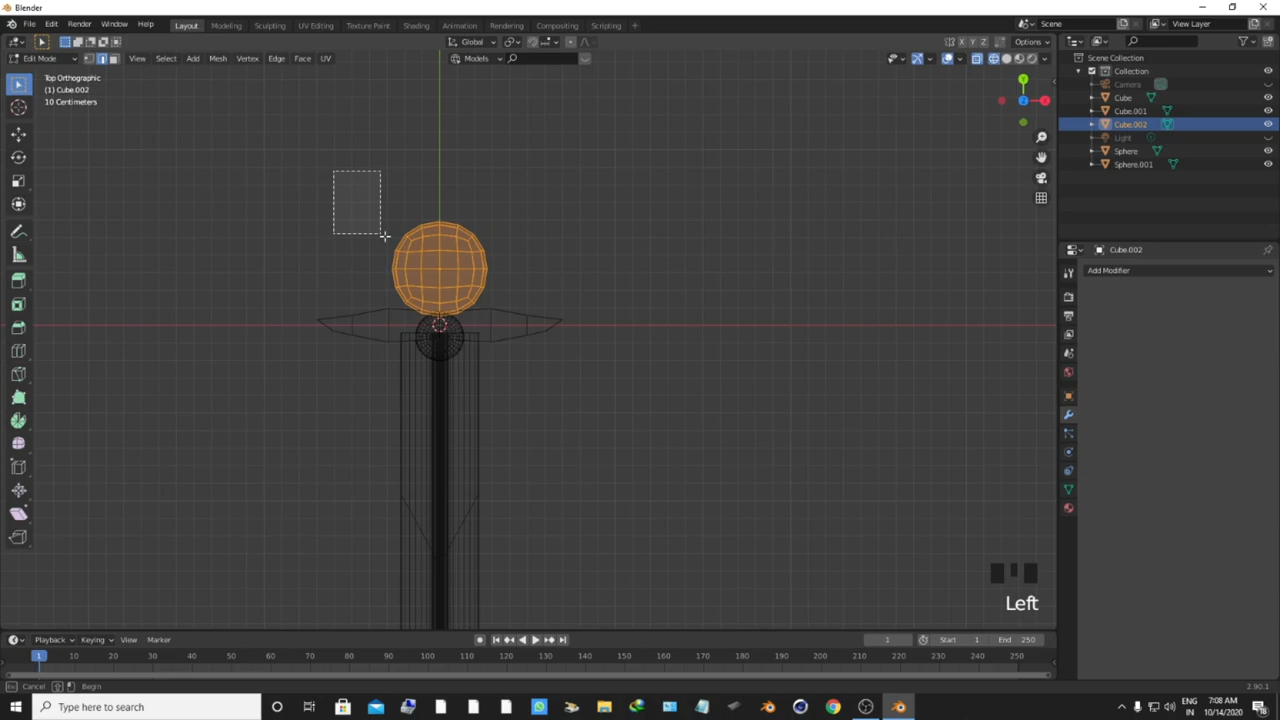 Blender
File Edit Render Window Help Layout Modeling Sculpting UV Editing Texture Paint Shading Animation Rendering Compositing Scripting + Scene View Layer
Global X Y Z Options
Edit Mode View Select Add Mesh Vertex Edge Face UV Models
Scene Collection
Collection
Camera
Cube
Cube.001
Cube.002
Light
Sphere
Sphere.001
Top Orthographic
(1) Cube.002
10 Centimeters
Y
Z
X
Cube.002
Add Modifier
Left
Playback Keying View Marker 1 Start 1 End 250
1 10 20 30 40 50 60 70 80 90 100 110 120 130 140 150 160 170 180 190 200 210 220 230 240 250
Cancel Begin 2.90.1
Type here to search
ENG 7:08 AM
IN 10/14/2020
18